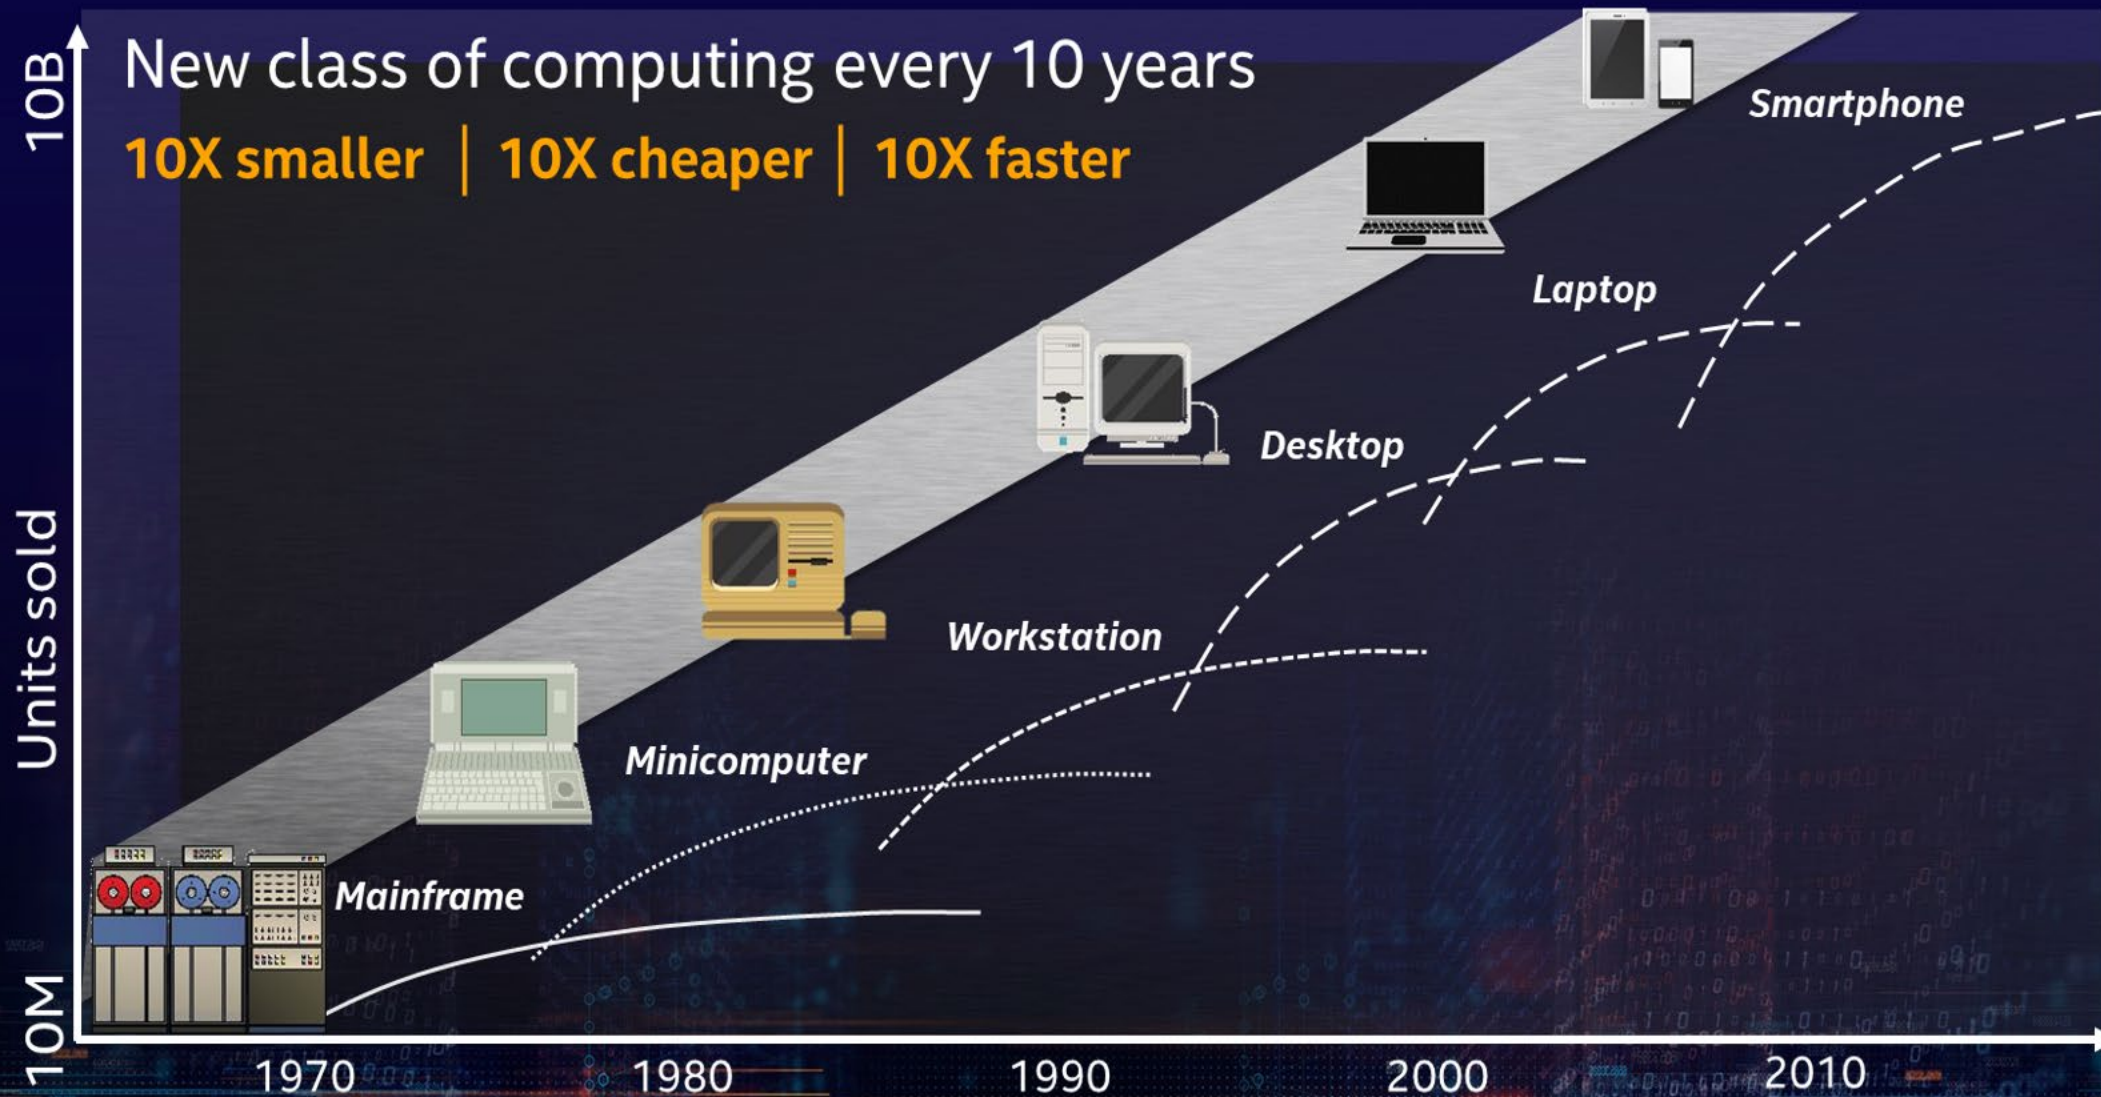 New class of computing every 10 years
10X smaller | 10X cheaper | 10X faster
10B
Units sold
10M
Smartphone
Laptop
Desktop
Workstation
Minicomputer
Mainframe
1970
1980
1990
2000
2010